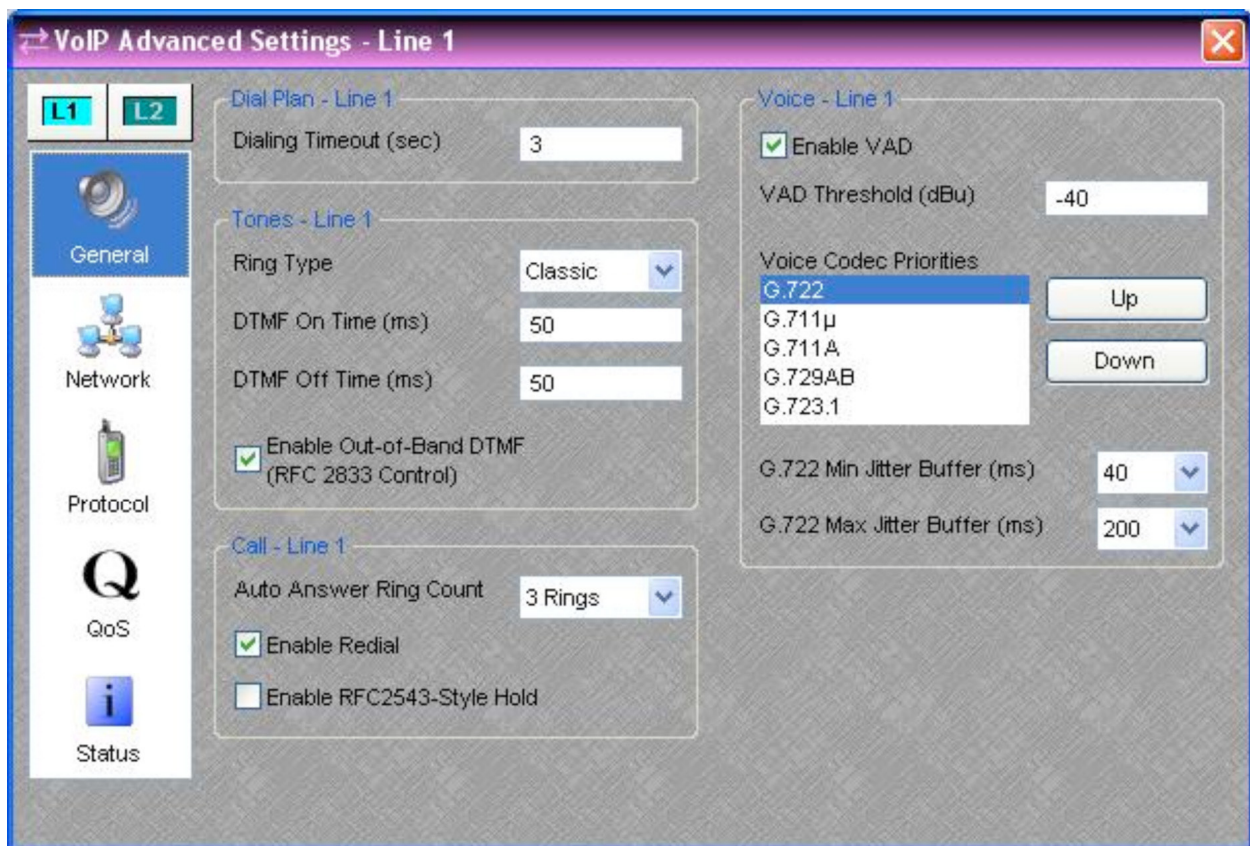 VoIP Advanced Settings - Line 1
L1 L2
General
Network
Protocol
Q
QoS
i
Status
Dial Plan - Line 1
Dialing Timeout (sec) 3
Tones - Line 1
Ring Type Classic
DTMF On Time (ms) 50
DTMF Off Time (ms) 50
Enable Out-of-Band DTMF
(RFC 2833 Control)
Call - Line 1
Auto Answer Ring Count 3 Rings
Enable Redial
Enable RFC2543-Style Hold
Voice - Line 1
Enable VAD
VAD Threshold (dBu) -40
Voice Codec Priorities
G.722
G.711µ
G.711A
G.729AB
G.723.1
Up
Down
G.722 Min Jitter Buffer (ms) 40
G.722 Max Jitter Buffer (ms) 200